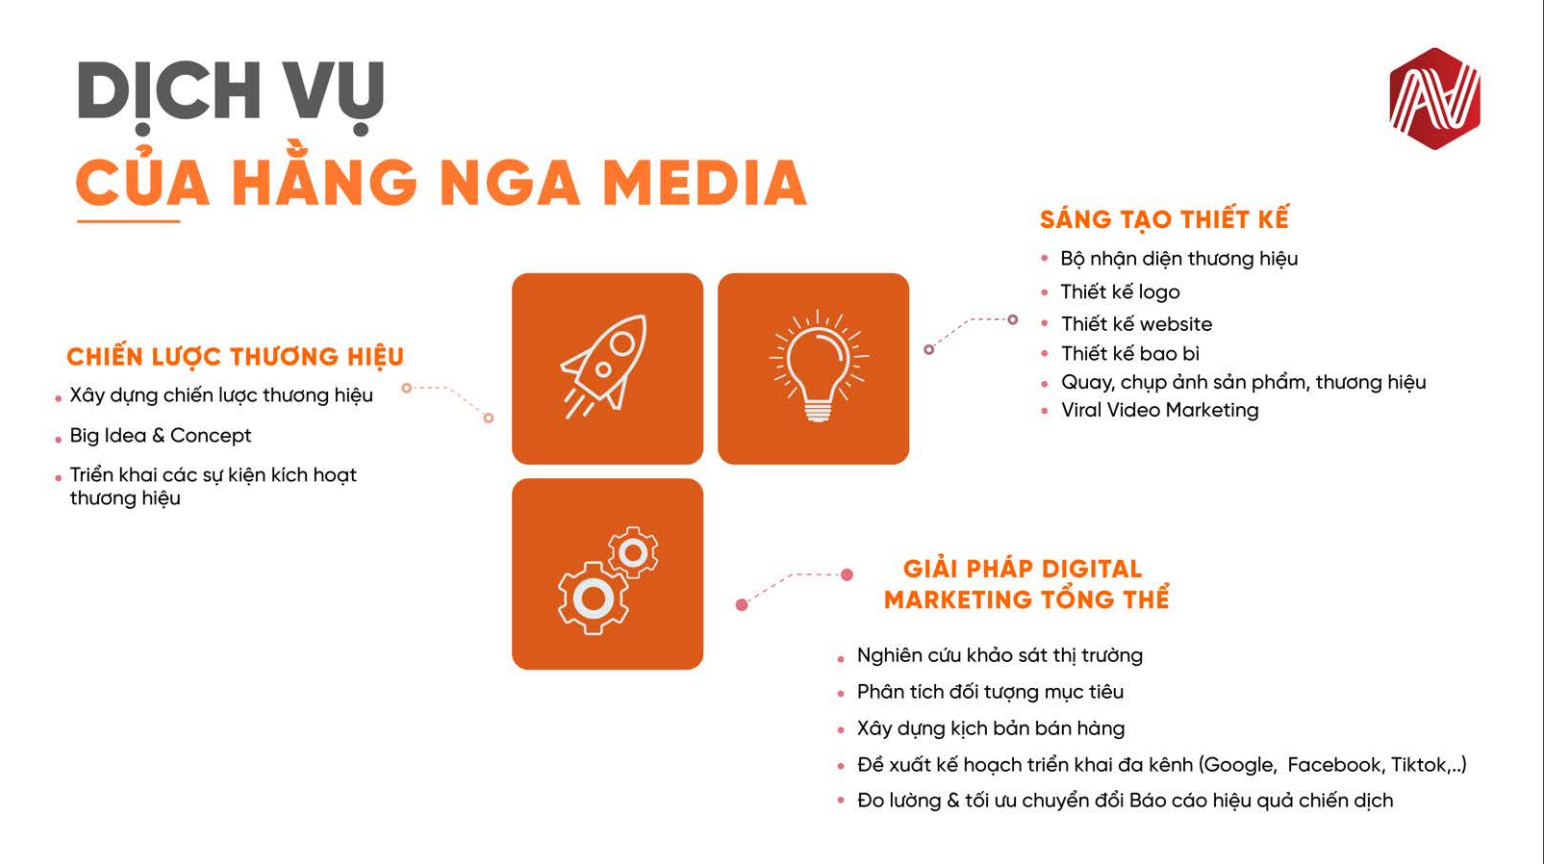 DỊCH VỤ
CỦA HẰNG NGA MEDIA
SÁNG TẠO THIẾT KẾ
Bộ nhận diện thương hiệu
Thiết kế logo
Thiết kế website
Thiết kế bao bì
Quay, chụp ảnh sản phẩm, thương hiệu
Viral Video Marketing
CHIẾN LƯỢC THƯƠNG HIỆU
Xây dựng chiến lược thương hiệu
Big Idea & Concept
Triển khai các sự kiện kích hoạt
thương hiệu
GIẢI PHÁP DIGITAL
MARKETING TỔNG THỂ
Nghiên cứu khảo sát thị trường
Phân tích đối tượng mục tiêu
Xây dựng kịch bản bán hàng
Đề xuất kế hoạch triển khai đa kênh (Google, Facebook, Tiktok,..)
Đo lường & tối ưu chuyển đổi Báo cáo hiệu quả chiến dịch